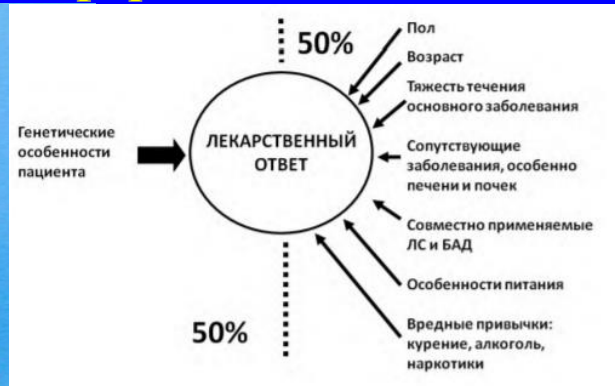 50%
Пол
Возраст
Тяжесть течения
основного заболевания
Генетические
особенности
пациента
ЛЕКАРСТВЕННЫЙ
ОТВЕТ
Сопутствующие
заболевания, особенно
печени и почек
Совместно применяемые
ЛС и БАД
Особенности питания
50%
Вредные привычки:
курение, алкоголь,
наркотики